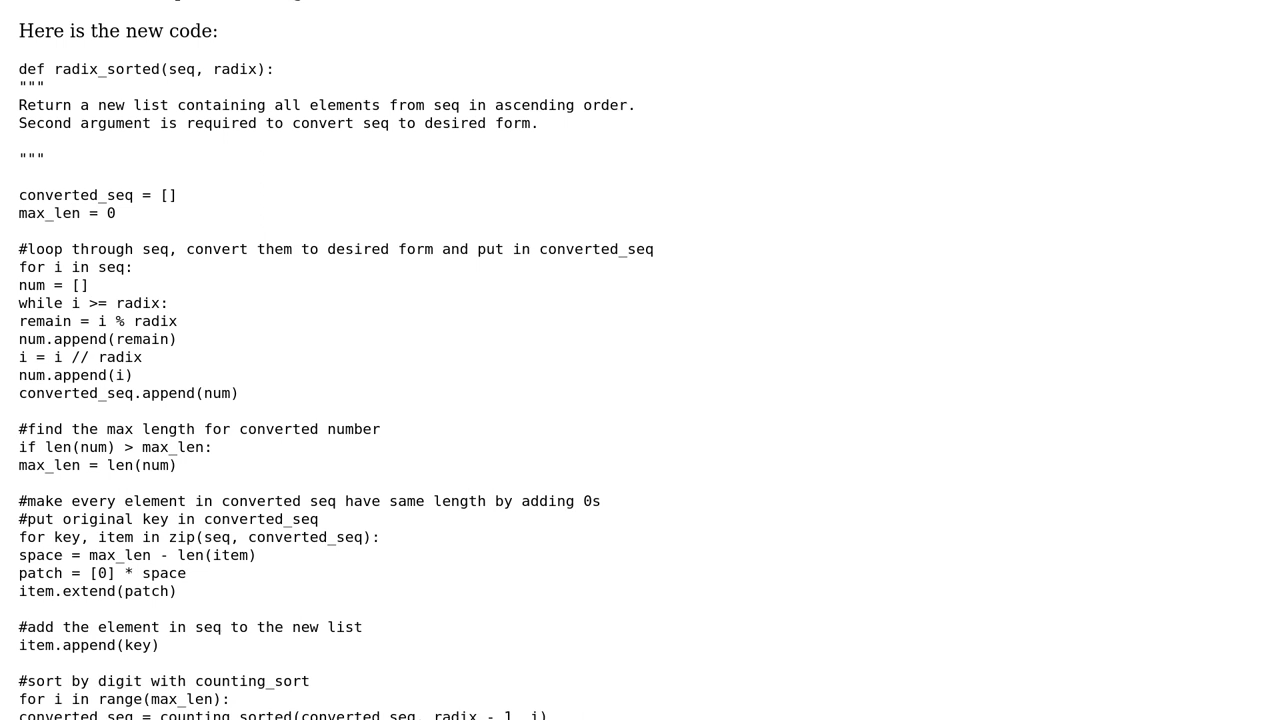 Here is the new code:
def radix_sorted(seq, radix):
"""
Return a new list containing all elements from seq in ascending order.
Second argument is required to convert seq to desired form.
"""
converted_seq = []
max_len = 0
#loop through seq, convert them to desired form and put in converted_seq
for i in seq:
num = []
while i >= radix:
remain = i % radix
num.append(remain)
i = i // radix
num.append(i)
converted_seq.append(num)
#find the max length for converted number
if len(num) > max_len:
max_len = len(num)
#make every element in converted seq have same length by adding 0s
#put original key in converted_seq
for key, item in zip(seq, converted_seq):
space = max_len - len(item)
patch = [0] * space
item.extend(patch)
#add the element in seq to the new list
item.append(key)
#sort by digit with counting_sort
for i in range(max_len):
converted_seq = counting_sorted(converted_seq, radix - 1, i)